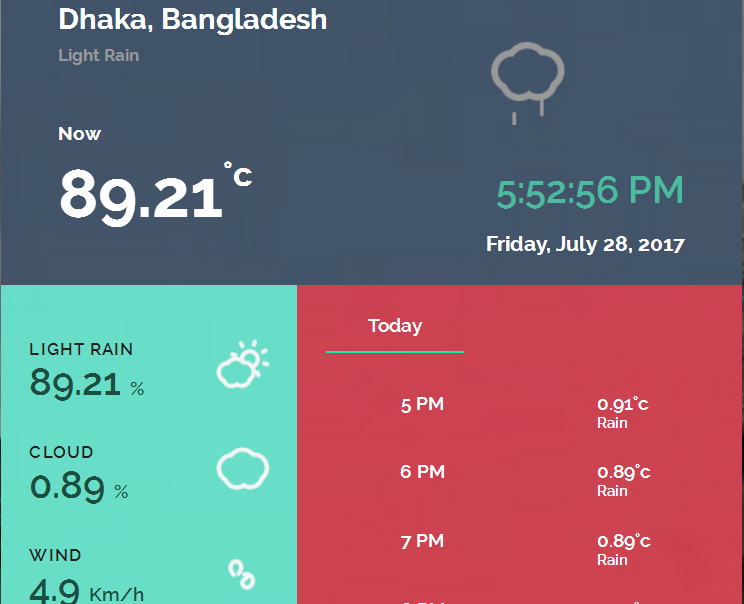 Dhaka, Bangladesh
Light Rain
Now
89.21°c
5:52:56 PM
Friday, July 28, 2017
LIGHT RAIN
89.21 %
CLOUD
0.89 %
WIND
4.9 Km/h
Today
5 PM 0.91°c
Rain
6 PM 0.89°c
Rain
7 PM 0.89°c
Rain